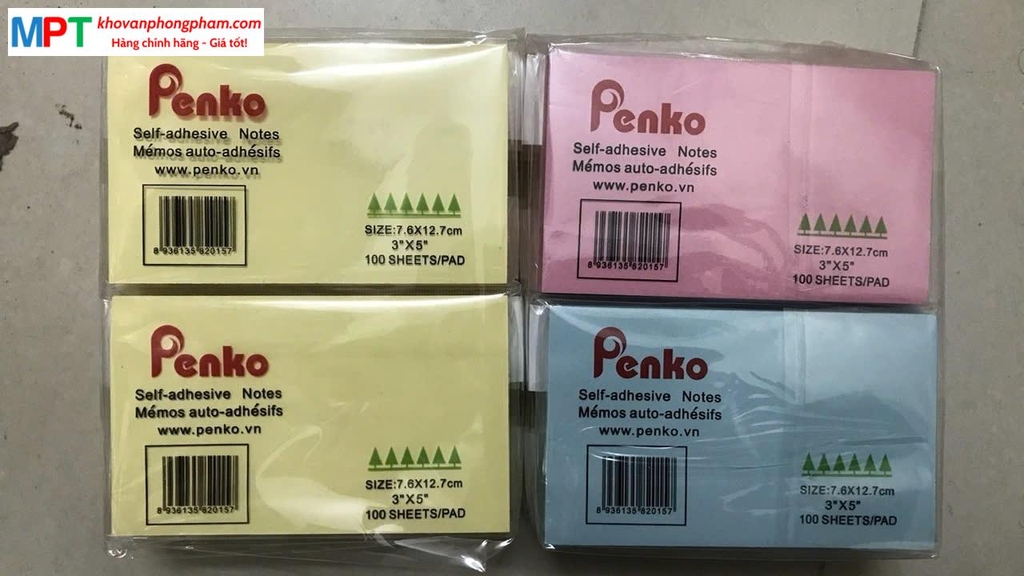 MPT khovanphongpham.com
Hàng chính hãng - Giá tốt!
Penko
Self-adhesive Notes
Mémos auto-adhésifs
www.penko.vn
8 936135 620157
SIZE:7.6X12.7cm
3"X5"
100 SHEETS/PAD
Penko
Self-adhesive Notes
Mémos auto-adhésifs
www.penko.vn
8 936135 620157
SIZE:7.6X12.7cm
3"X5"
100 SHEETS/PAD
Penko
Self-adhesive Notes
Mémos auto-adhésifs
www.penko.vn
8 936135 620157
SIZE:7.6X12.7cm
3"X5"
100 SHEETS/PAD
Penko
Self-adhesive Notes
Mémos auto-adhésifs
www.penko.vn
8 936135 620157
SIZE:7.6X12.7cm
3"X5"
100 SHEETS/PAD